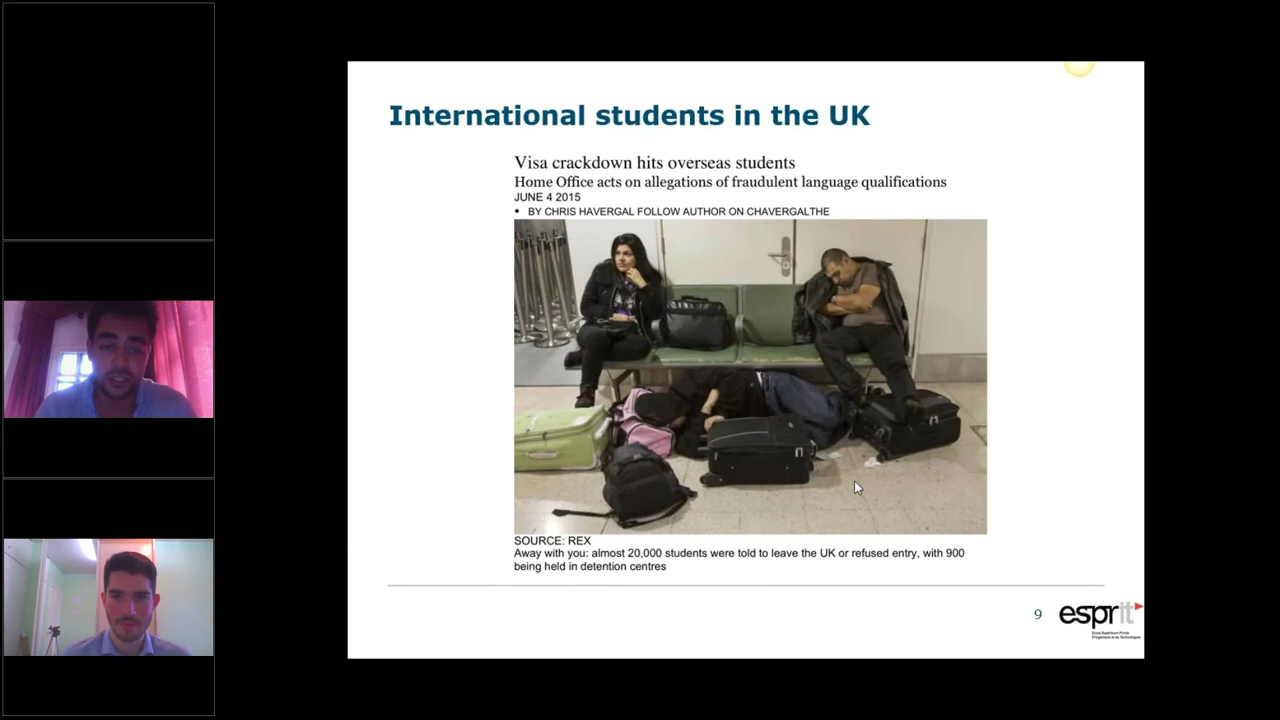 International students in the UK
Visa crackdown hits overseas students
Home Office acts on allegations of fraudulent language qualifications
JUNE 4 2015
• BY CHRIS HAVERGAL FOLLOW AUTHOR ON CHAVERGALTHE
SOURCE: REX
Away with you: almost 20,000 students were told to leave the UK or refused entry, with 900
being held in detention centres
9
esprit